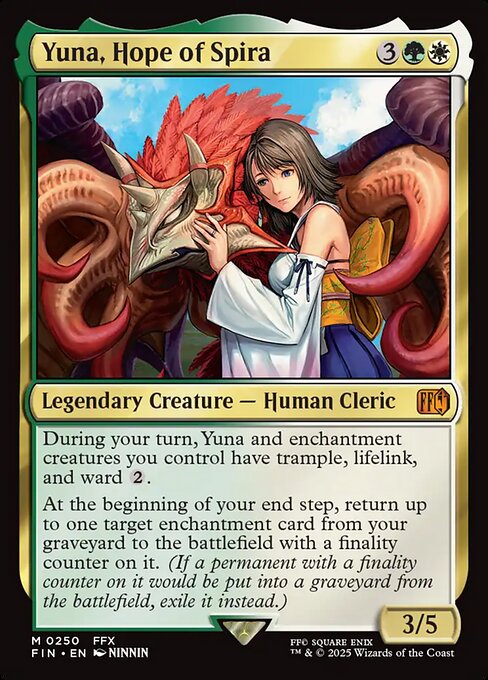 Yuna, Hope of Spira 3
Legendary Creature — Human Cleric
FFX
During your turn, Yuna and enchantment
creatures you control have trample, lifelink,
and ward 2.
At the beginning of your end step, return up
to one target enchantment card from your
graveyard to the battlefield with a finality
counter on it. (If a permanent with a finality
counter on it would be put into a graveyard from
the battlefield, exile it instead.)
3/5
M 0250 FFX
FIN • EN NINNIN
FF© SQUARE ENIX
™ & © 2025 Wizards of the Coast